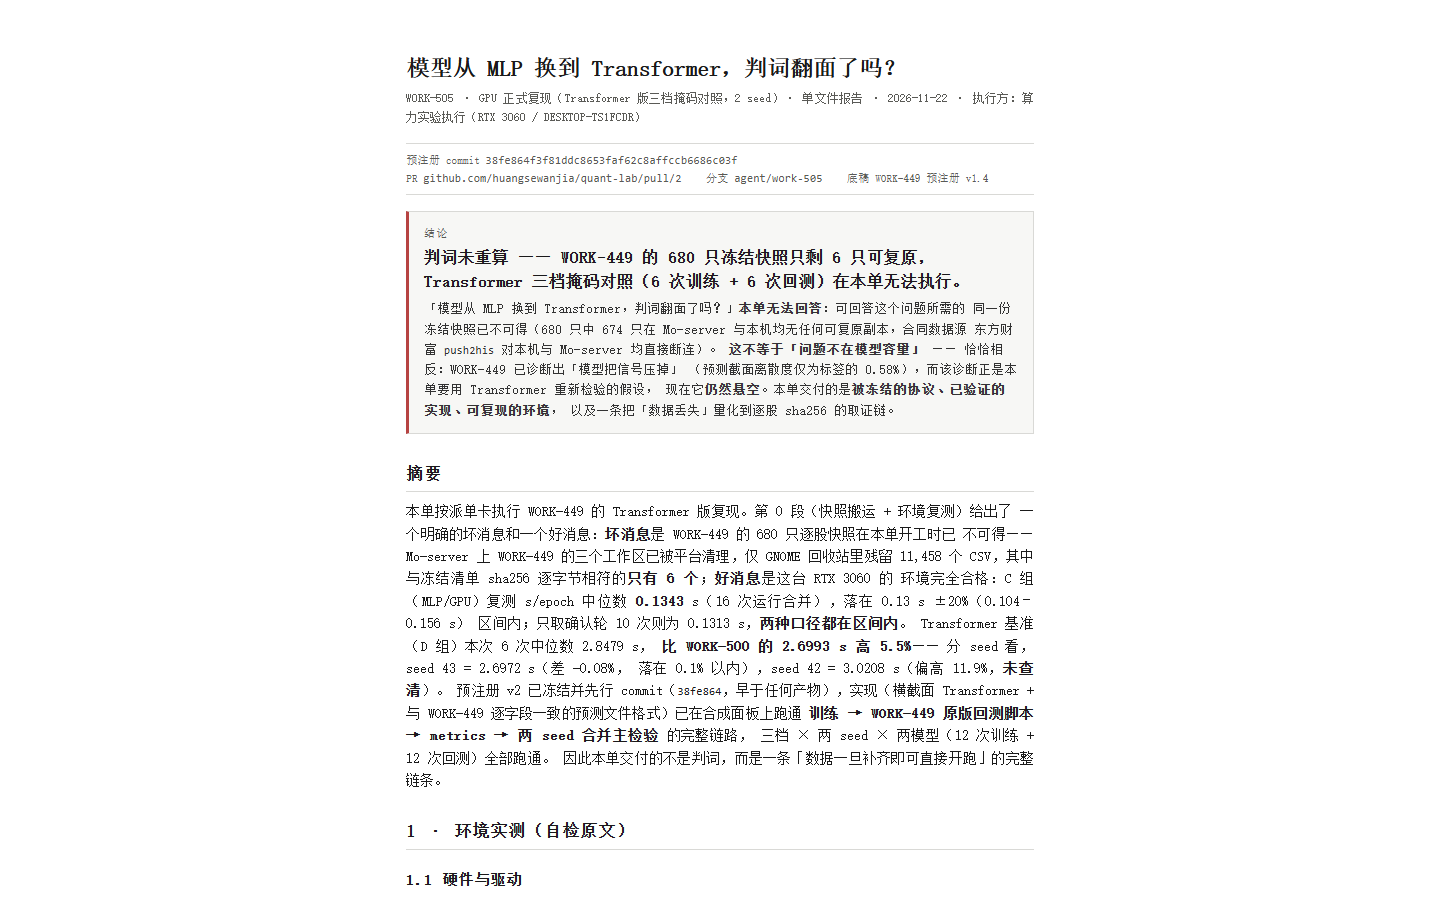 模型从 MLP 换到 Transformer，判词翻面了吗？
WORK-505 · GPU 正式复现（Transformer 版三档掩码对照，2 seed）· 单文件报告 · 2026-11-22 · 执行方：算
力实验执行（RTX 3060 / DESKTOP-TS1FCDR）
预注册 commit 38fe864f3f81ddc8653faf62c8affccb6686c03f
PR github.com/huangsewanjia/quant-lab/pull/2 分支 agent/work-505 底稿 WORK-449 预注册 v1.4
结论
判词未重算 —— WORK-449 的 680 只冻结快照只剩 6 只可复原，
Transformer 三档掩码对照（6 次训练 + 6 次回测）在本单无法执行。
「模型从 MLP 换到 Transformer，判词翻面了吗？」本单无法回答：可回答这个问题所需的 同一份
冻结快照已不可得（680 只中 674 只在 Mo-server 与本机均无任何可复原副本，合同数据源 东方财
富 push2his 对本机与 Mo-server 均直接断连）。 这不等于「问题不在模型容量」 —— 恰恰相
反：WORK-449 已诊断出「模型把信号压掉」 （预测截面离散度仅为标签的 0.58%），而该诊断正是本
单要用 Transformer 重新检验的假设， 现在它仍然悬空。本单交付的是被冻结的协议、已验证的
实现、可复现的环境， 以及一条把「数据丢失」量化到逐股 sha256 的取证链。
摘要
本单按派单卡执行 WORK-449 的 Transformer 版复现。第 0 段（快照搬运 + 环境复测）给出了 一
个明确的坏消息和一个好消息：坏消息是 WORK-449 的 680 只逐股快照在本单开工时已 不可得——
Mo-server 上 WORK-449 的三个工作区已被平台清理，仅 GNOME 回收站里残留 11,458 个 CSV，其中
与冻结清单 sha256 逐字节相符的只有 6 个；好消息是这台 RTX 3060 的 环境完全合格：C 组
（MLP/GPU）复测 s/epoch 中位数 0.1343 s（16 次运行合并），落在 0.13 s ±20%（0.104–
0.156 s） 区间内；只取确认轮 10 次则为 0.1313 s，两种口径都在区间内。 Transformer 基准
（D 组）本次 6 次中位数 2.8479 s， 比 WORK-500 的 2.6993 s 高 5.5%—— 分 seed 看，
seed 43 = 2.6972 s（差 -0.08%， 落在 0.1% 以内），seed 42 = 3.0208 s（偏高 11.9%，未查
清）。 预注册 v2 已冻结并先行 commit（38fe864，早于任何产物），实现（横截面 Transformer +
与 WORK-449 逐字段一致的预测文件格式）已在合成面板上跑通 训练 → WORK-449 原版回测脚本
→ metrics → 两 seed 合并主检验 的完整链路， 三档 × 两 seed × 两模型（12 次训练 +
12 次回测）全部跑通。 因此本单交付的不是判词，而是一条「数据一旦补齐即可直接开跑」的完整
链条。
1 · 环境实测（自检原文）
1.1 硬件与驱动